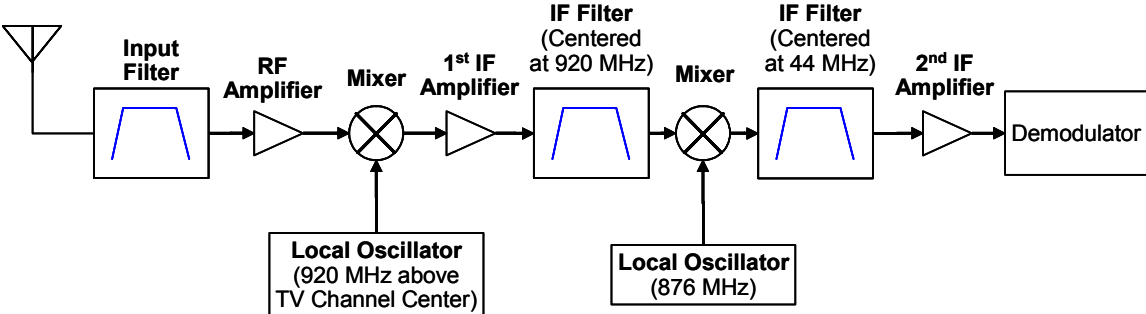 Input
Filter
RF
Amplifier
Mixer
1st IF
Amplifier
IF Filter
(Centered
at 920 MHz)
Mixer
IF Filter
(Centered
at 44 MHz)
2nd IF
Amplifier
Demodulator
Local Oscillator
(920 MHz above
TV Channel Center)
Local Oscillator
(876 MHz)